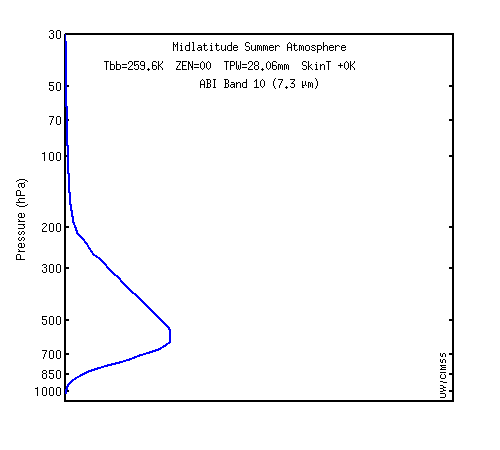 Midlatitude Summer Atmosphere
Tbb=259.6K ZEN=00 TPW=28.06mm SkinT +0K
ABI Band 10 (7.3 μm)
Pressure (hPa)
30
50
70
100
200
300
500
700
850
1000
UW/CIMSS